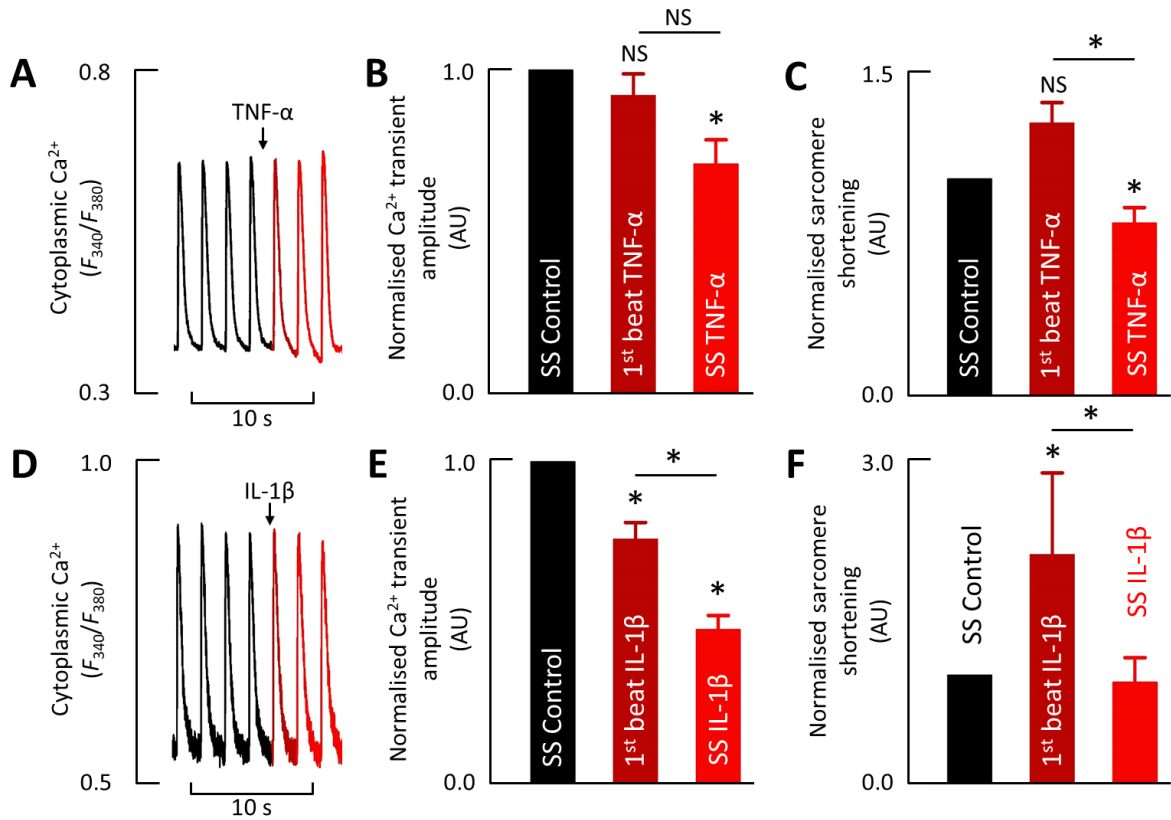 A
0.8
TNF-α
Cytoplasmic Ca²⁺
(F₃₄₀/F₃₈₀)
0.3
10 s
B
NS
1.0
NS
*
Normalised Ca²⁺ transient
amplitude
(AU)
SS Control
1ˢᵗ beat TNF-α
SS TNF-α
0.0
C
*
1.5
NS
*
Normalised sarcomere
shortening
(AU)
SS Control
1ˢᵗ beat TNF-α
SS TNF-α
0.0
D
1.0
IL-1β
Cytoplasmic Ca²⁺
(F₃₄₀/F₃₈₀)
0.5
10 s
E
1.0
*
*
*
Normalised Ca²⁺ transient
amplitude
(AU)
SS Control
1ˢᵗ beat IL-1β
SS IL-1β
0.0
F
*
3.0
*
Normalised sarcomere
shortening
(AU)
SS Control
1ˢᵗ beat IL-1β
SS IL-1β
0.0